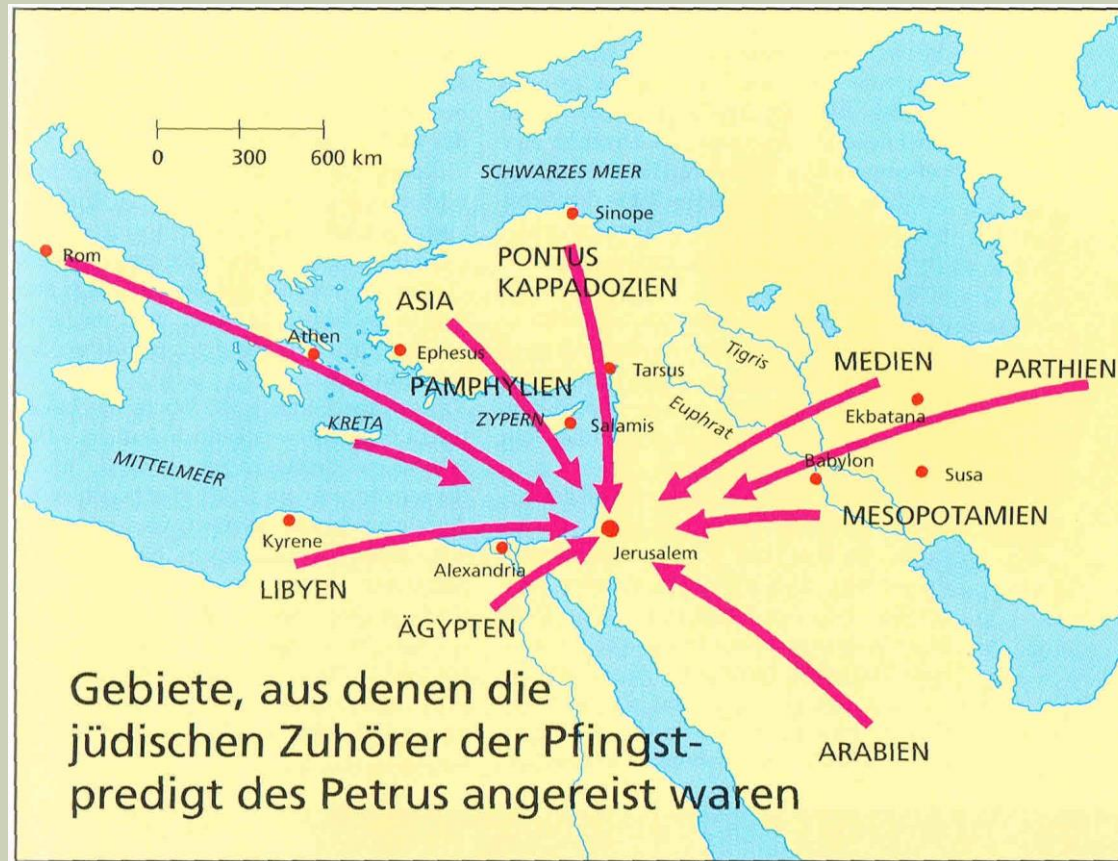 0 300 600 km
SCHWARZES MEER
Sinope
Rom
PONTUS
KAPPADOZIEN
ASIA
Athen
Ephesus
Tigris
MEDIEN
PARTHIEN
Tarsus
PAMPHYLIEN
Euphrat
Ekbatana
KRETA
ZYPERN
Salamis
MITTELMEER
Babylon
Susa
MESOPOTAMIEN
Kyrene
Alexandria
Jerusalem
LIBYEN
ÄGYPTEN
ARABIEN
Gebiete, aus denen die
jüdischen Zuhörer der Pfingst-
predigt des Petrus angereist waren